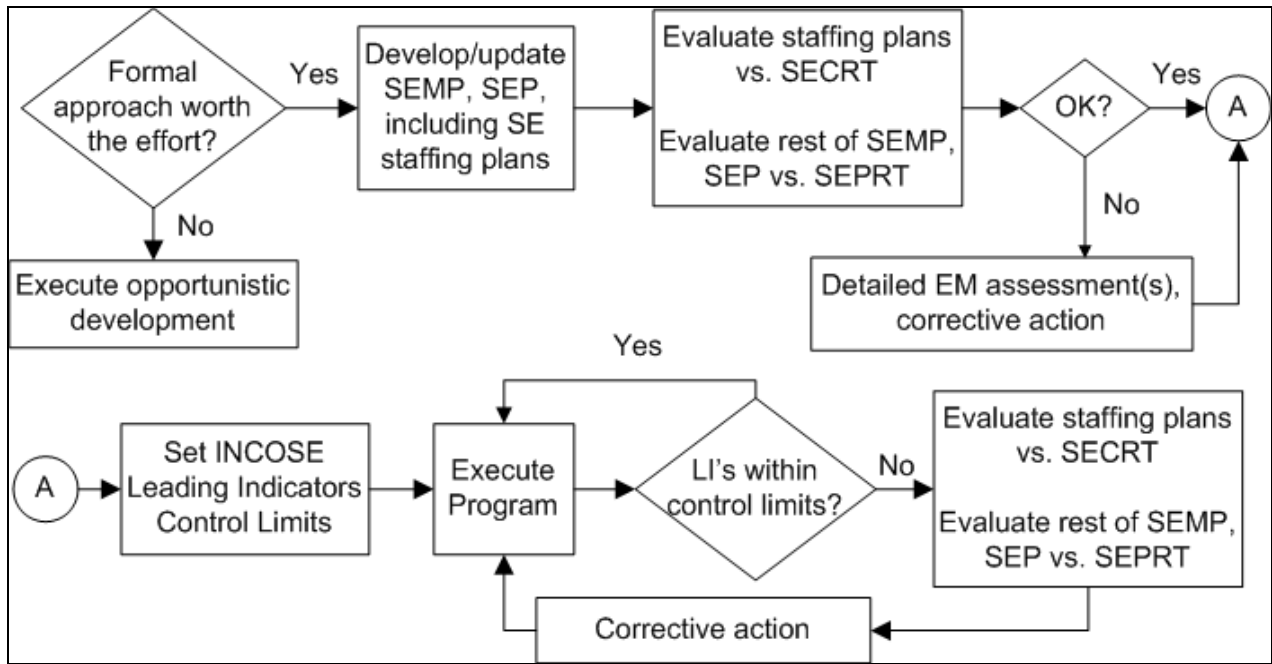 Formal
approach worth
the effort?
Yes
No
Execute opportunistic
development
Develop/update
SEMP, SEP,
including SE
staffing plans
Evaluate staffing plans
vs. SECRT
Evaluate rest of SEMP,
SEP vs. SEPRT
OK?
Yes
A
No
Detailed EM assessment(s),
corrective action
A
Set INCOSE
Leading Indicators
Control Limits
Execute
Program
Yes
LI's within
control limits?
No
Evaluate staffing plans
vs. SECRT
Evaluate rest of SEMP,
SEP vs. SEPRT
Corrective action